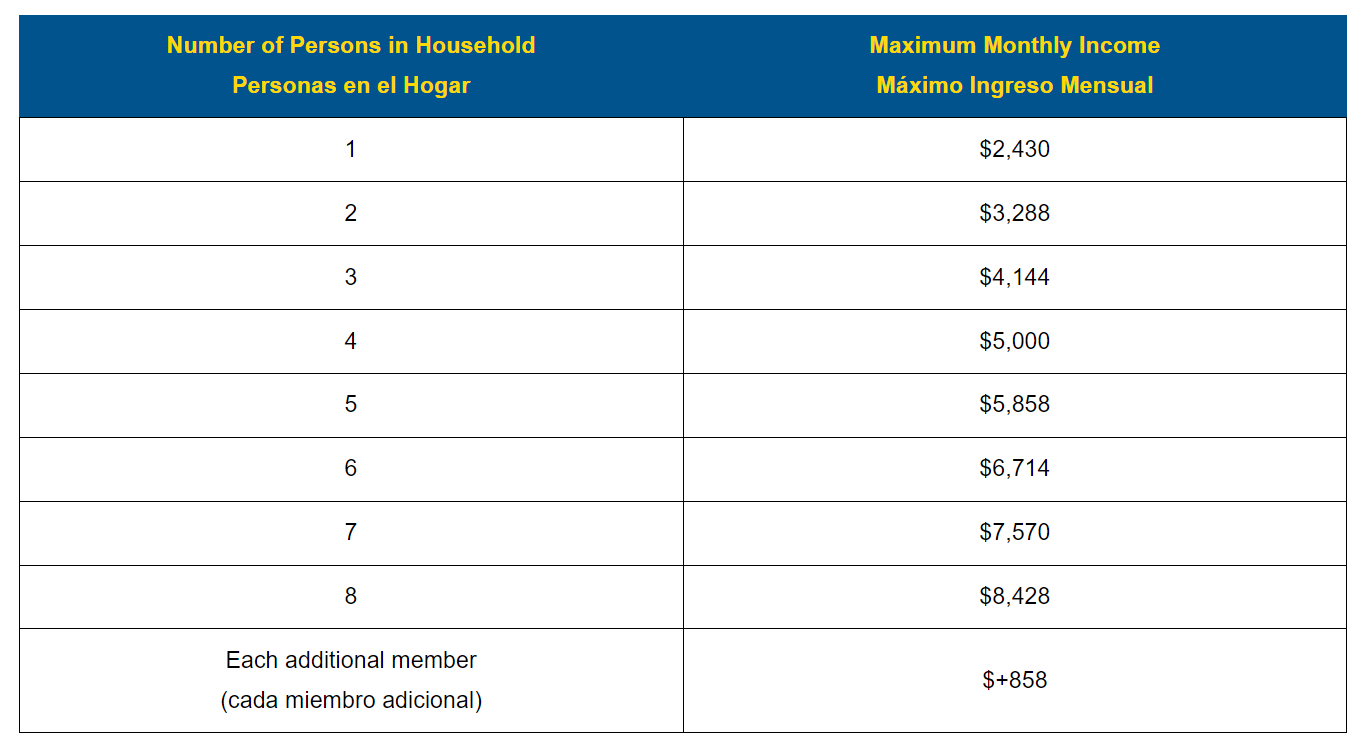 Number of Persons in Household
Personas en el Hogar
Maximum Monthly Income
Máximo Ingreso Mensual
1
$2,430
2
$3,288
3
$4,144
4
$5,000
5
$5,858
6
$6,714
7
$7,570
8
$8,428
Each additional member
(cada miembro adicional)
$+858